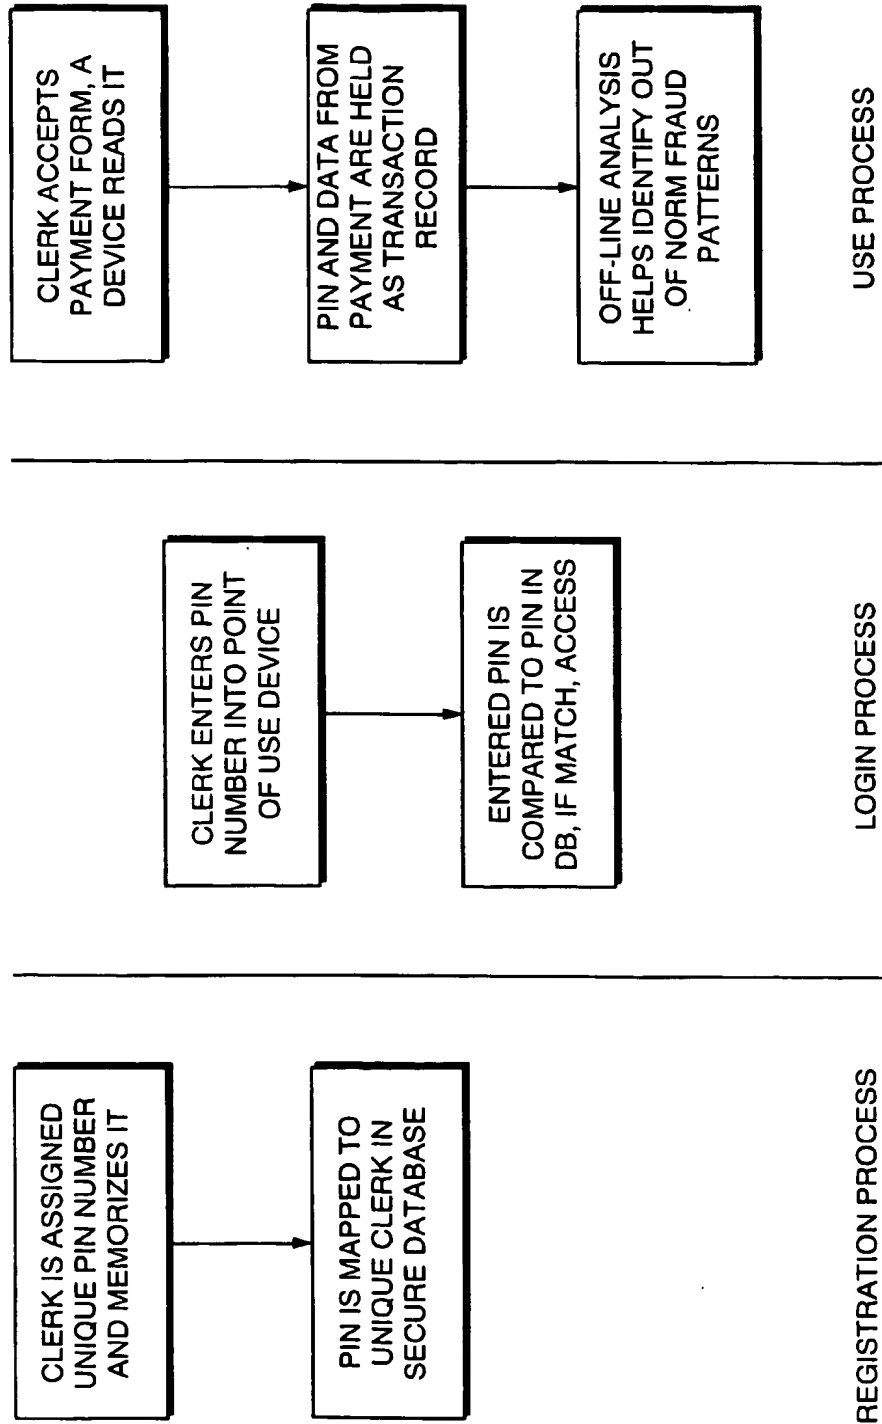 CLERK IS ASSIGNED
UNIQUE PIN NUMBER
AND MEMORIZES IT
PIN IS MAPPED TO
UNIQUE CLERK IN
SECURE DATABASE
REGISTRATION PROCESS
CLERK ENTERS PIN
NUMBER INTO POINT
OF USE DEVICE
ENTERED PIN IS
COMPARED TO PIN IN
DB, IF MATCH, ACCESS
LOGIN PROCESS
CLERK ACCEPTS
PAYMENT FORM, A
DEVICE READS IT
PIN AND DATA FROM
PAYMENT ARE HELD
AS TRANSACTION
RECORD
OFF-LINE ANALYSIS
HELPS IDENTIFY OUT
OF NORM FRAUD
PATTERNS
USE PROCESS